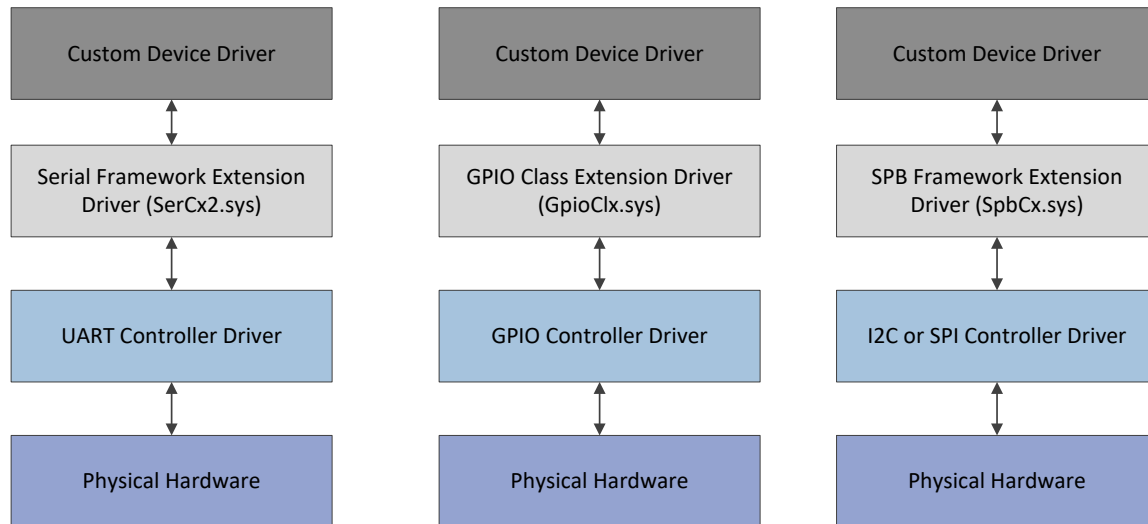 Custom Device Driver
Custom Device Driver
Custom Device Driver
Serial Framework Extension
Driver (SerCx2.sys)
GPIO Class Extension Driver
(GpioClx.sys)
SPB Framework Extension
Driver (SpbCx.sys)
UART Controller Driver
GPIO Controller Driver
I2C or SPI Controller Driver
Physical Hardware
Physical Hardware
Physical Hardware